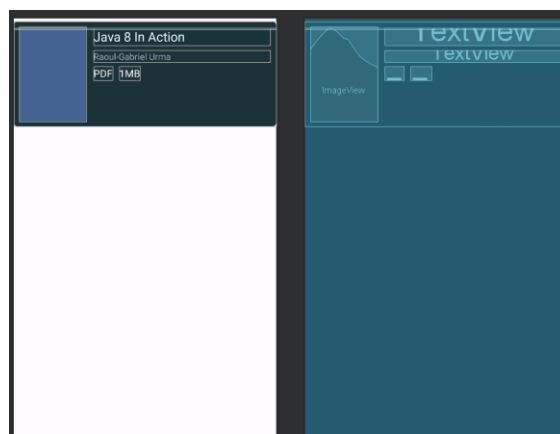 Java 8 In Action
Raoul-Gabriel Urma
PDF 1MB
TextView
TextView
ImageView